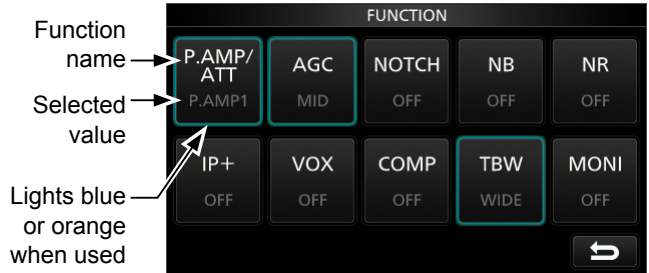 FUNCTION
Function
name
Selected
value
Lights blue
or orange
when used
P.AMP/
ATT
P.AMP1
AGC
MID
NOTCH
OFF
NB
OFF
NR
OFF
IP+
OFF
VOX
OFF
COMP
OFF
TBW
WIDE
MONI
OFF